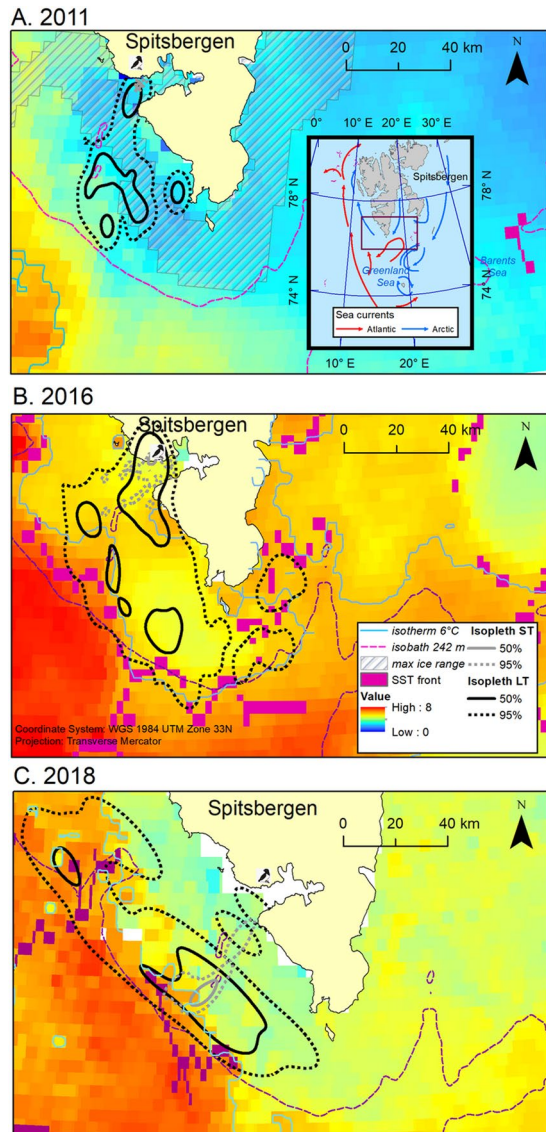 A. 2011
Spitsbergen
0 20 40 km
N
0° 10° E 20° E 30° E
Spitsbergen
78° N
78° N
74° N
74° N
Greenland
Sea
Barents
Sea
Sea currents
Atlantic Arctic
10° E 20° E
B. 2016
Spitsbergen
0 20 40 km
N
isotherm 6°C
isobath 242 m
max ice range
SST front
Value
High : 8
Low : 0
Isopleth ST
50%
95%
Isopleth LT
50%
95%
Coordinate System: WGS 1984 UTM Zone 33N
Projection: Transverse Mercator
C. 2018
Spitsbergen
0 20 40 km
N